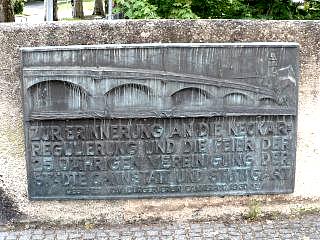 ZUR ERINNERUNG AN DIE NECKAR-
REGULIERUNG UND DIE FEIER DER
25 JÄHRIGEN VEREINIGUNG DER
STÄDTE CANNSTATT UND STUTTGART